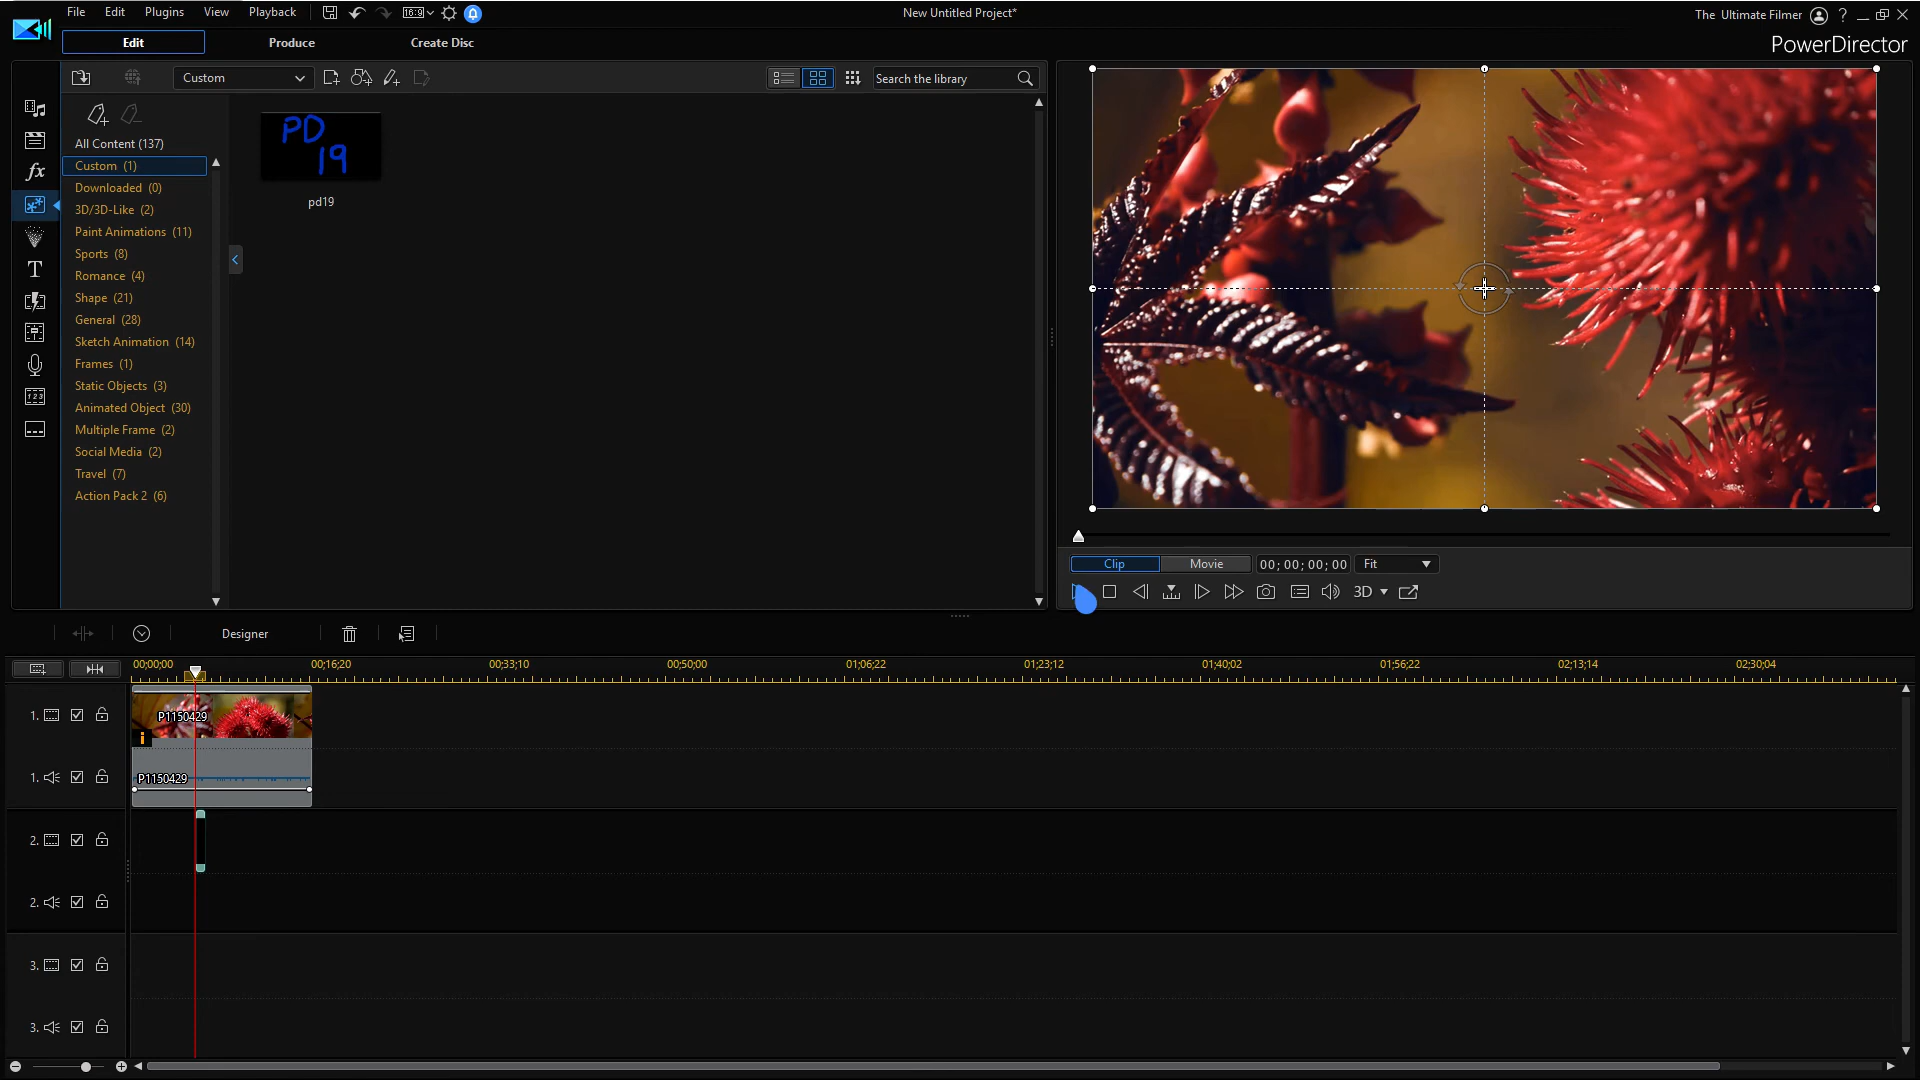 File Edit Plugins View Playback 16:9 New Untitled Project* The Ultimate Filmer ?
Edit Produce Create Disc PowerDirector
Custom Search the library
All Content (137)
Custom (1)
Downloaded (0)
3D/3D-Like (2)
Paint Animations (11)
Sports (8)
Romance (4)
Shape (21)
General (28)
Sketch Animation (14)
Frames (1)
Static Objects (3)
Animated Object (30)
Multiple Frame (2)
Social Media (2)
Travel (7)
Action Pack 2 (6)
fx
T
123
PD
19
pd19
Clip Movie 00;00;00;00 Fit
3D
Designer
00;00;00 00;16;20 00;33;10 00;50;00 01;06;22 01;23;12 01;40;02 01;56;22 02;13;14 02;30;04
1. P1150429
i
1. P1150429
2.
2.
3.
3.